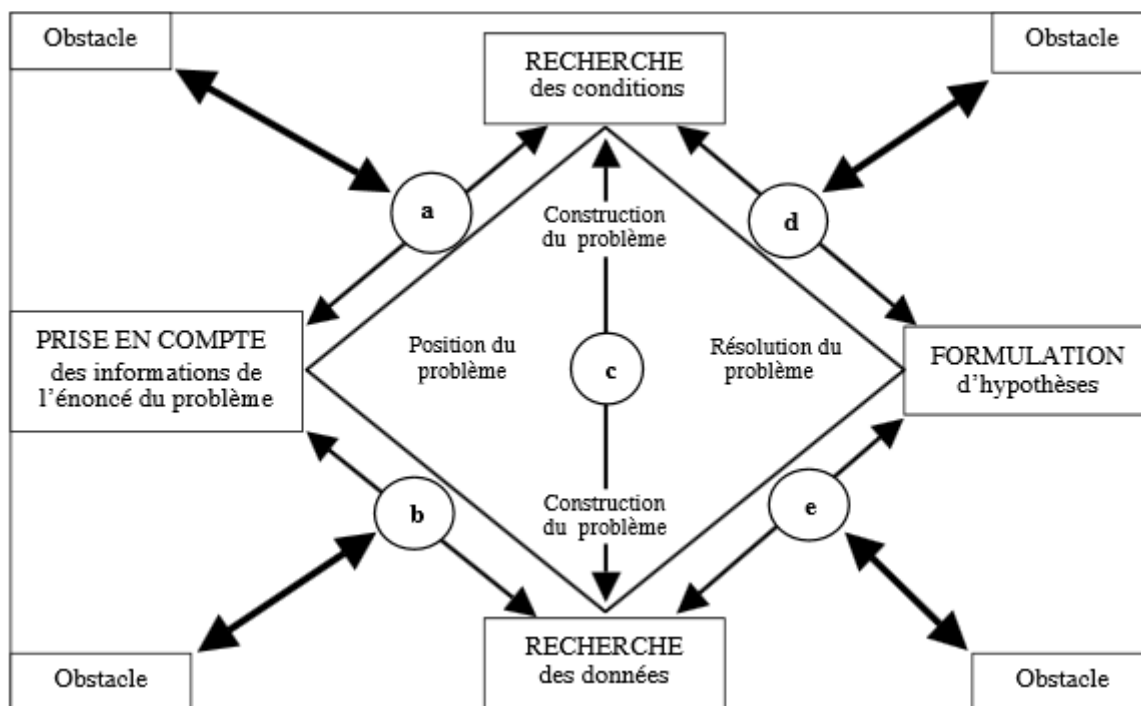 Obstacle
Obstacle
RECHERCHE
des conditions
a
d
Construction
du problème
PRISE EN COMPTE
des informations de
l'énoncé du problème
Position du
problème
c
Résolution du
problème
FORMULATION
d'hypothèses
b
Construction
du problème
e
Obstacle
RECHERCHE
des données
Obstacle